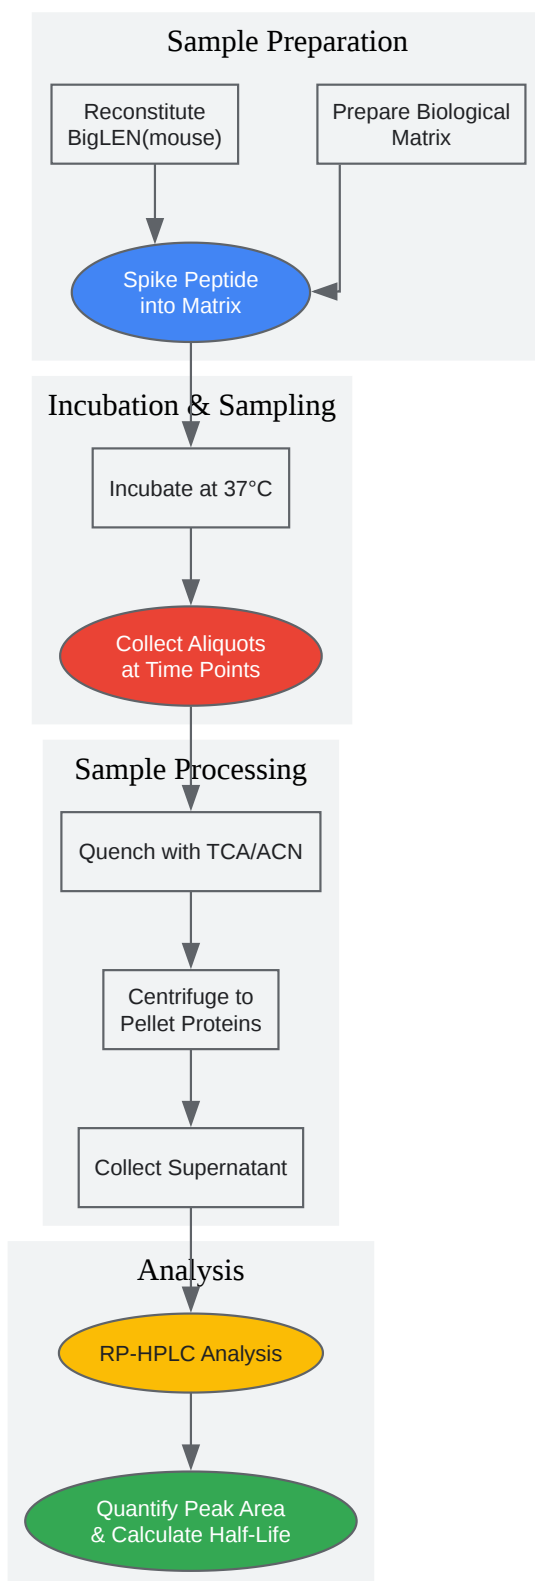 Sample Preparation
Reconstitute
BigLEN(mouse)
Prepare Biological
Matrix
Spike Peptide
into Matrix
Incubation & Sampling
Incubate at 37°C
Collect Aliquots
at Time Points
Sample Processing
Quench with TCA/ACN
Centrifuge to
Pellet Proteins
Collect Supernatant
Analysis
RP-HPLC Analysis
Quantify Peak Area
& Calculate Half-Life